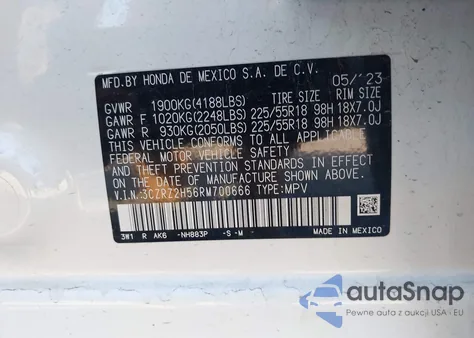 MFD.BY HONDA DE MEXICO S.A. DE C.V.
05/'23
GVWR 1900KG(4188LBS) TIRE SIZE RIM SIZE
GAWR F 1020KG(2248LBS) 225/55R18 98H 18X7.0J
GAWR R 930KG(2050LBS) 225/55R18 98H 18X7.0J
THIS VEHICLE CONFORMS TO ALL APPLICABLE
FEDERAL MOTOR VEHICLE SAFETY
AND THEFT PREVENTION STANDARDS IN EFFECT
ON THE DATE OF MANUFACTURE SHOWN ABOVE.
V.I.N.:3CZRZ2H56RM700666 TYPE:MPV
3W1 R AK6 -NH883P -S-M
MADE IN MEXICO
autoSnap
Pewne auta z USA - EU